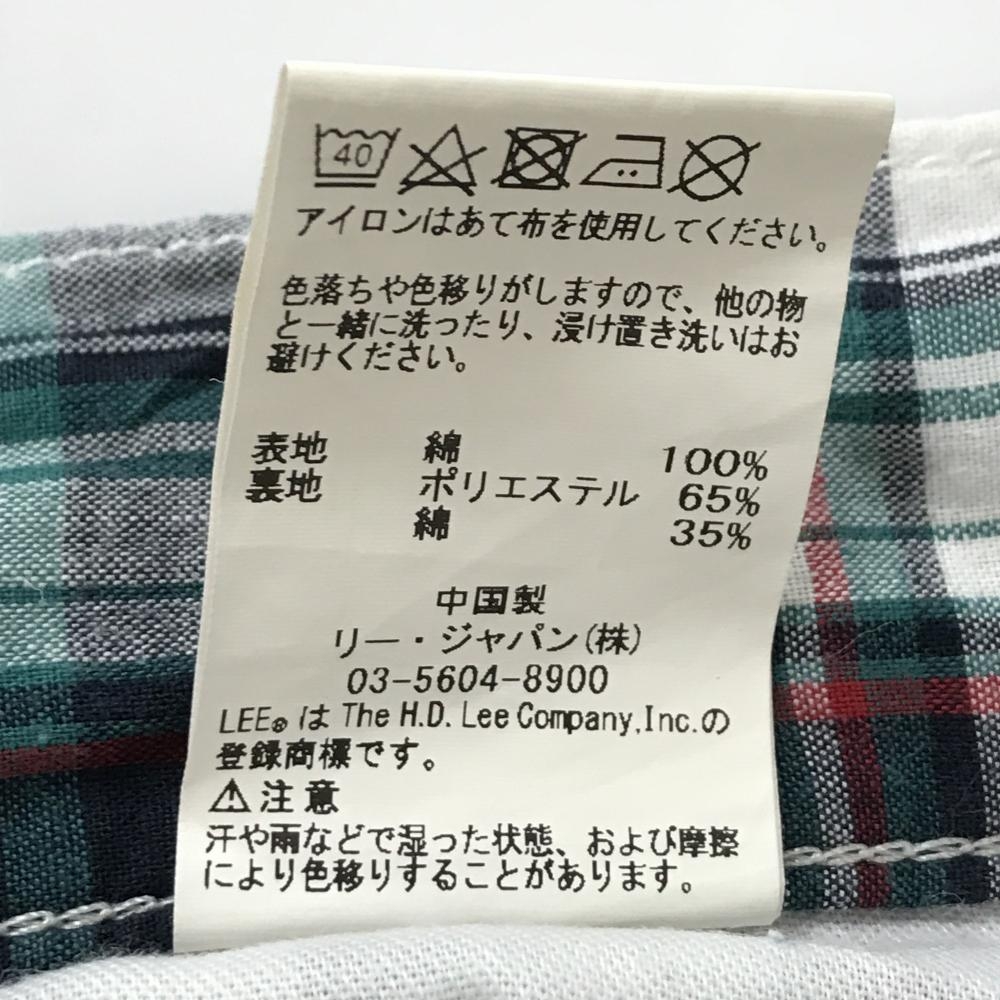 40
アイロンはあて布を使用してください。
色落ちや色移りがしますので、他の物
と一緒に洗ったり、浸け置き洗いはお
避けください。
表地 綿 100%
裏地 ポリエステル 65%
綿 35%
中国製
リー・ジャパン(株)
03-5604-8900
LEE®は The H.D. Lee Company,Inc.の
登録商標です。
⚠注意
汗や雨などで湿った状態、および摩擦
により色移りすることがあります。